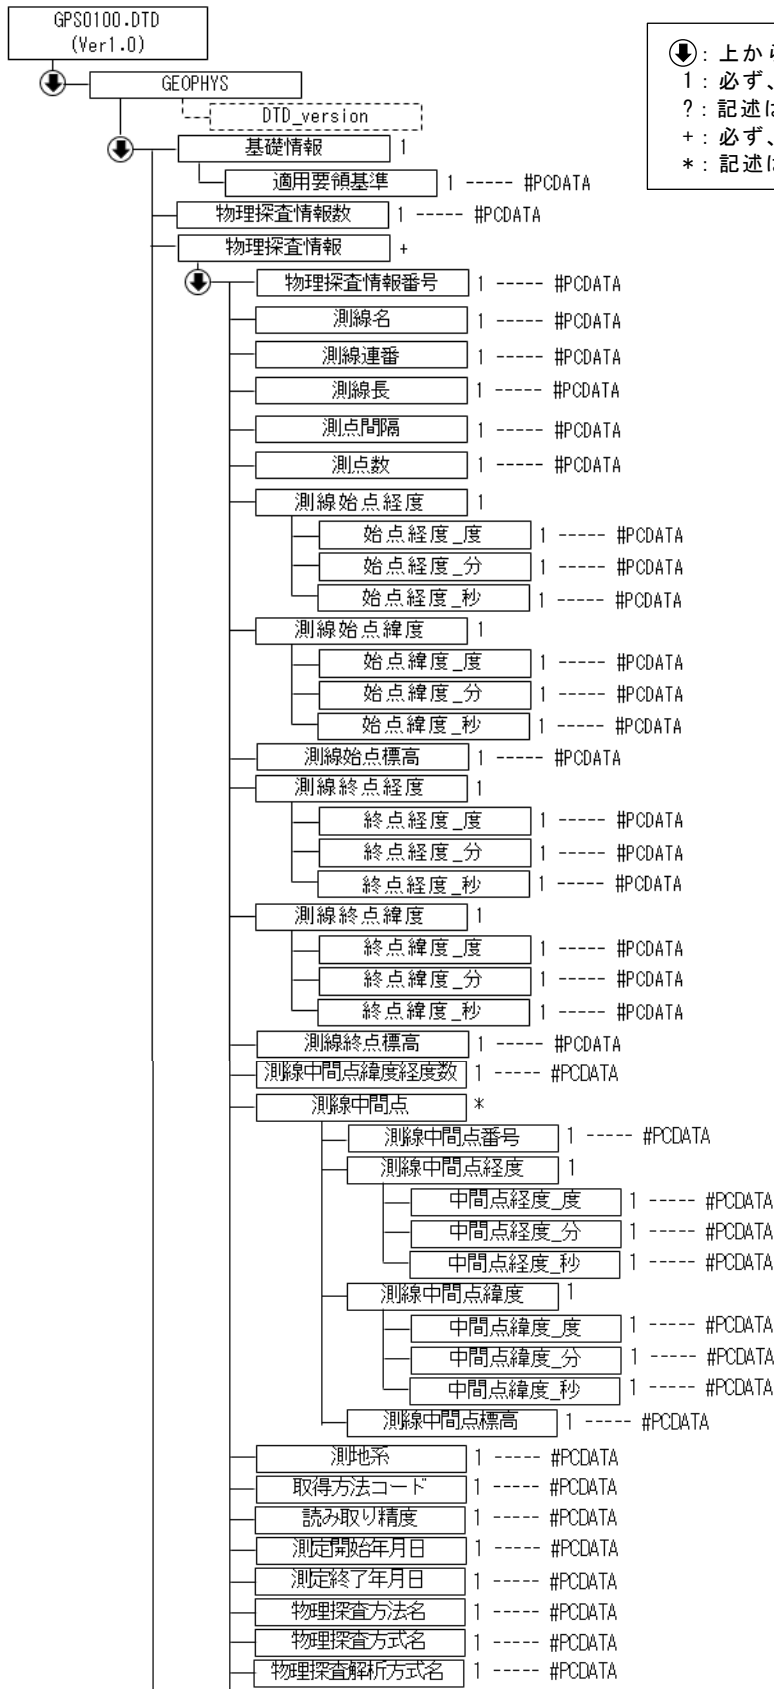 GPS0100.DTD
(Ver1.0)
: 上から
1: 必ず、
?: 記述は
+: 必ず、
*: 記述は
GEOPHYS
DTD_version
基礎情報 1
適用要領基準 1 ----- #PCDATA
物理探査情報数 1 ----- #PCDATA
物理探査情報 +
物理探査情報番号 1 ----- #PCDATA
測線名 1 ----- #PCDATA
測線連番 1 ----- #PCDATA
測線長 1 ----- #PCDATA
測点間隔 1 ----- #PCDATA
測点数 1 ----- #PCDATA
測線始点経度 1
始点経度_度 1 ----- #PCDATA
始点経度_分 1 ----- #PCDATA
始点経度_秒 1 ----- #PCDATA
測線始点緯度 1
始点緯度_度 1 ----- #PCDATA
始点緯度_分 1 ----- #PCDATA
始点緯度_秒 1 ----- #PCDATA
測線始点標高 1 ----- #PCDATA
測線終点経度 1
終点経度_度 1 ----- #PCDATA
終点経度_分 1 ----- #PCDATA
終点経度_秒 1 ----- #PCDATA
測線終点緯度 1
終点緯度_度 1 ----- #PCDATA
終点緯度_分 1 ----- #PCDATA
終点緯度_秒 1 ----- #PCDATA
測線終点標高 1 ----- #PCDATA
測線中間点緯度経度数 1 ----- #PCDATA
測線中間点 *
測線中間点番号 1 ----- #PCDATA
測線中間点経度 1
中間点経度_度 1 ----- #PCDATA
中間点経度_分 1 ----- #PCDATA
中間点経度_秒 1 ----- #PCDATA
測線中間点緯度 1
中間点緯度_度 1 ----- #PCDATA
中間点緯度_分 1 ----- #PCDATA
中間点緯度_秒 1 ----- #PCDATA
測線中間点標高 1 ----- #PCDATA
測地系 1 ----- #PCDATA
取得方法コード 1 ----- #PCDATA
読み取り精度 1 ----- #PCDATA
測定開始年月日 1 ----- #PCDATA
測定終了年月日 1 ----- #PCDATA
物理探査方法名 1 ----- #PCDATA
物理探査方式名 1 ----- #PCDATA
物理探査解析方式名 1 ----- #PCDATA